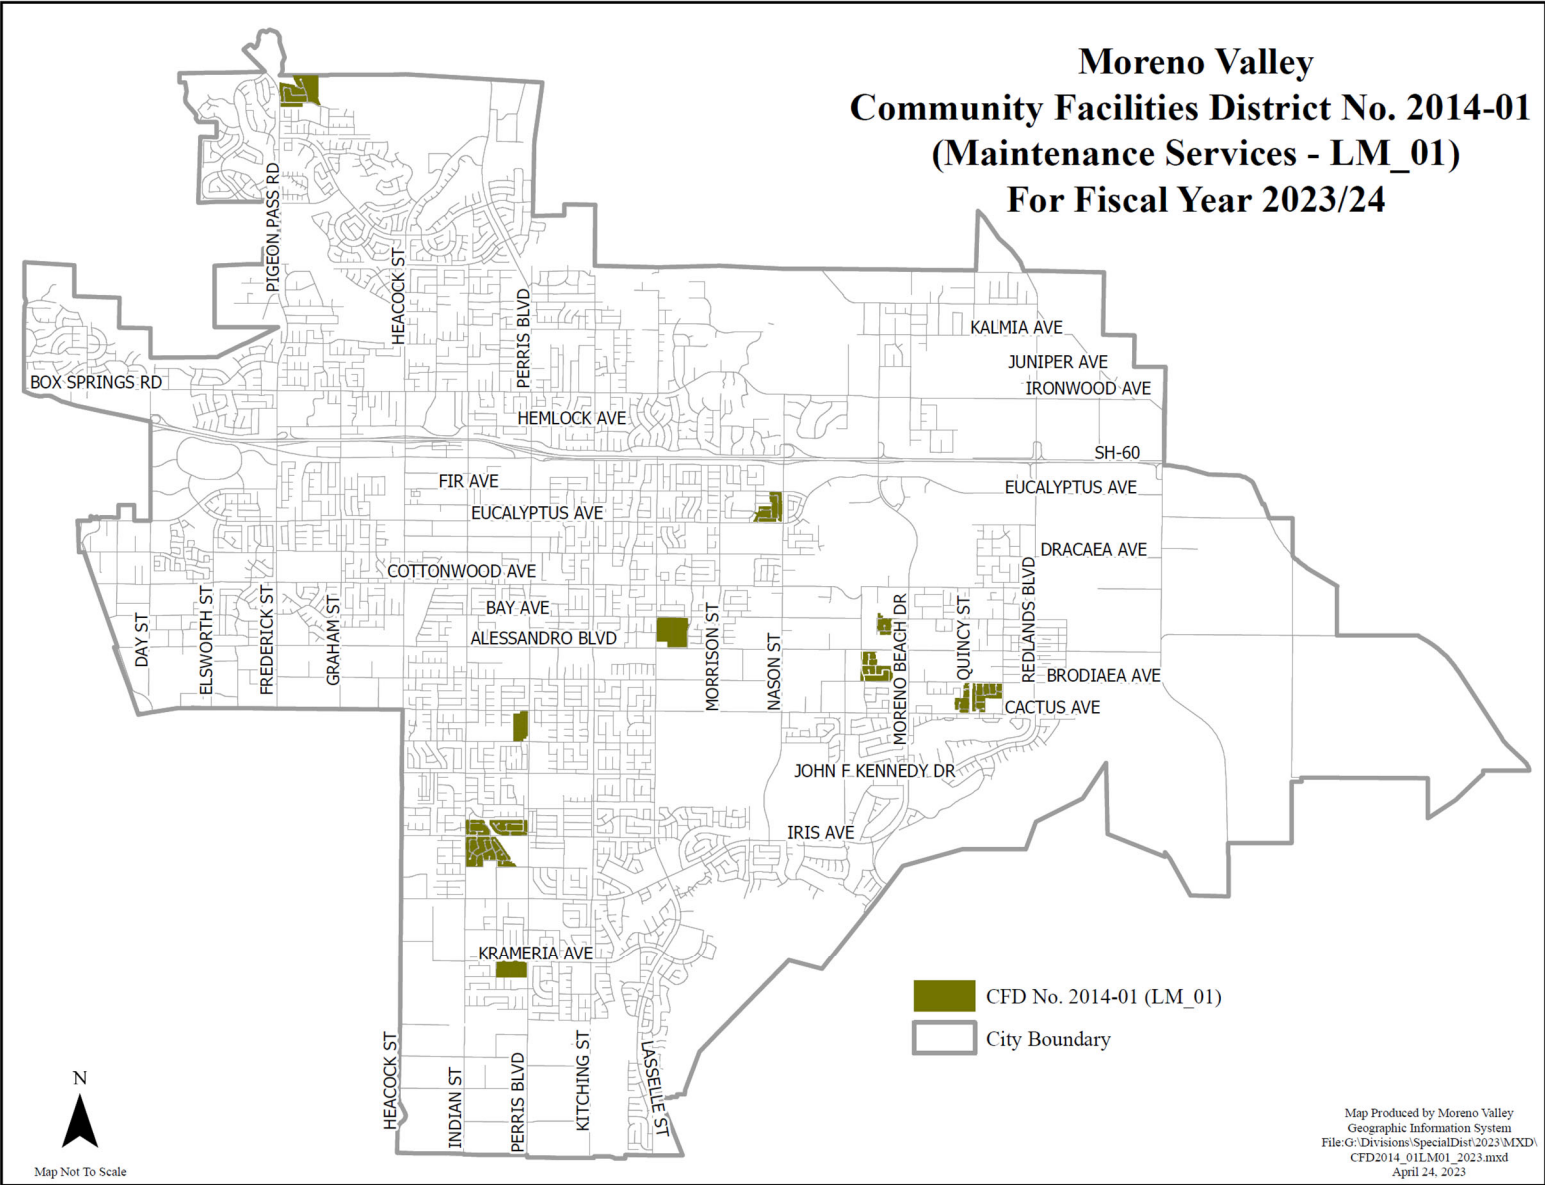 Moreno Valley
Community Facilities District No. 2014-01
(Maintenance Services - LM_01)
For Fiscal Year 2023/24
PIGEON PASS RD
HEACOCK ST
PERRIS BLVD
KALMIA AVE
JUNIPER AVE
BOX SPRINGS RD
IRONWOOD AVE
HEMLOCK AVE
SH-60
FIR AVE
EUCALYPTUS AVE
EUCALYPTUS AVE
DRACAEA AVE
COTTONWOOD AVE
BAY AVE
ALESSANDRO BLVD
DAY ST
ELSWORTH ST
FREDERICK ST
GRAHAM ST
MORRISON ST
NASON ST
MORENO BEACH DR
QUINCY ST
REDLANDS BLVD
BRODIAEA AVE
CACTUS AVE
JOHN F KENNEDY DR
IRIS AVE
KRAMERIA AVE
HEACOCK ST
INDIAN ST
PERRIS BLVD
KITCHING ST
LASSELLE ST
CFD No. 2014-01 (LM_01)
City Boundary
N
Map Not To Scale
Map Produced by Moreno Valley
Geographic Information System
File:G:\Divisions\SpecialDist\2023\MXD\
CFD2014_01LM01_2023.mxd
April 24, 2023